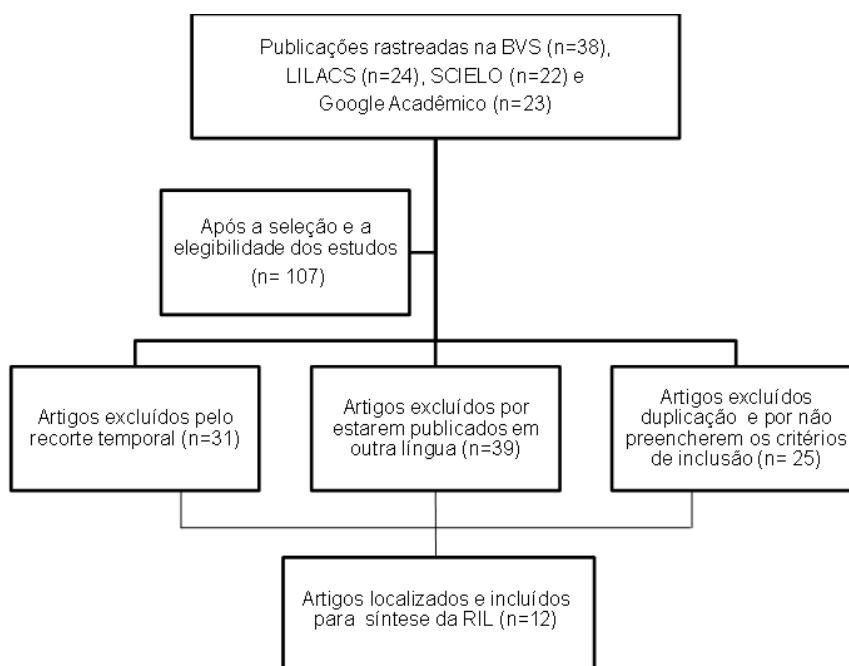 Publicações rastreadas na BVS (n=38),
LILACS (n=24), SCIELO (n=22) e
Google Acadêmico (n=23)
Após a seleção e a
elegibilidade dos estudos
(n= 107)
Artigos excluídos pelo
recorte temporal (n=31)
Artigos excluídos por
estarem publicados em
outra língua (n=39)
Artigos excluídos
duplicação e por não
preencherem os critérios
de inclusão (n= 25)
Artigos localizados e incluídos
para síntese da RIL (n=12)